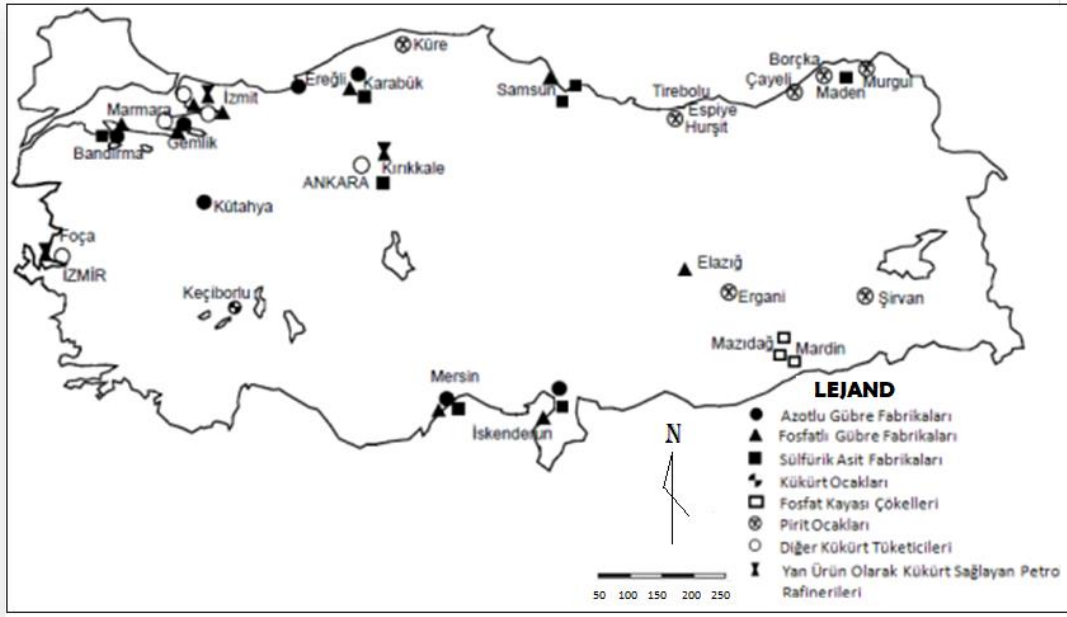 Küre
Borçka
Çayeli
Murgul
Maden
Ereğli
Karabük
İzmit
Samsun
Tirebolu
Marmara
Espiye
Hurşit
Gemlik
Bandırma
Kırıkkale
ANKARA
Kütahya
Foça
İZMİR
Elazığ
Keçiborlu
Ergani
Şirvan
Mazıdağ
Mardin
Mersin
İskenderun
LEJAND
Azotlu Gübre Fabrikaları
Fosfatlı Gübre Fabrikaları
Sülfürik Asit Fabrikaları
Kükürt Ocakları
Fosfat Kayası Çökelleri
Pirit Ocakları
Diğer Kükürt Tüketicileri
Yan Ürün Olarak Kükürt Sağlayan Petro
Rafinerileri
N
50 100 150 200 250